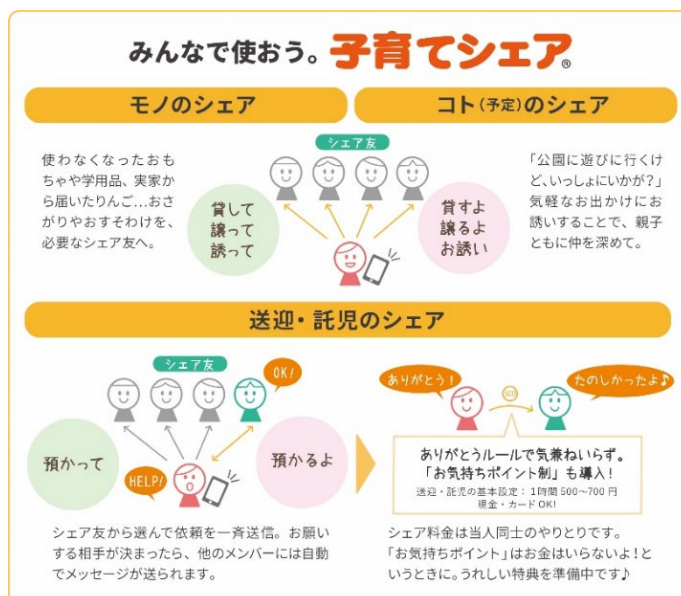 みんなで使おう。子育てシェア®
モノのシェア
コト(予定)のシェア
使わなくなったおも
ちゃや学用品、実家か
ら届いたりんご…おさ
がりやおすそわけを、
必要なシェア友へ。
シェア友
貸して
譲って
誘って
貸すよ
譲るよ
お誘い
「公園に遊びに行くけ
ど、いっしょにいかが?」
気軽なお出かけにお
誘いすることで、親子
ともに仲を深めて。
送迎・託児のシェア
シェア友
OK!
預かって
預かるよ
HELP!
シェア友から選んで依頼を一斉送信。お願い
する相手が決まったら、他のメンバーには自動
でメッセージが送られます。
ありがとう!
500
たのしかったよ♪
ありがとうルールで気兼ねいらず。
「お気持ちポイント制」も導入!
送迎・託児の基本設定:1時間500〜700円
現金・カードOK!
シェア料金は当人同士のやりとりです。
「お気持ちポイント」はお金はいらないよ!と
いうときに。うれしい特典を準備中です♪